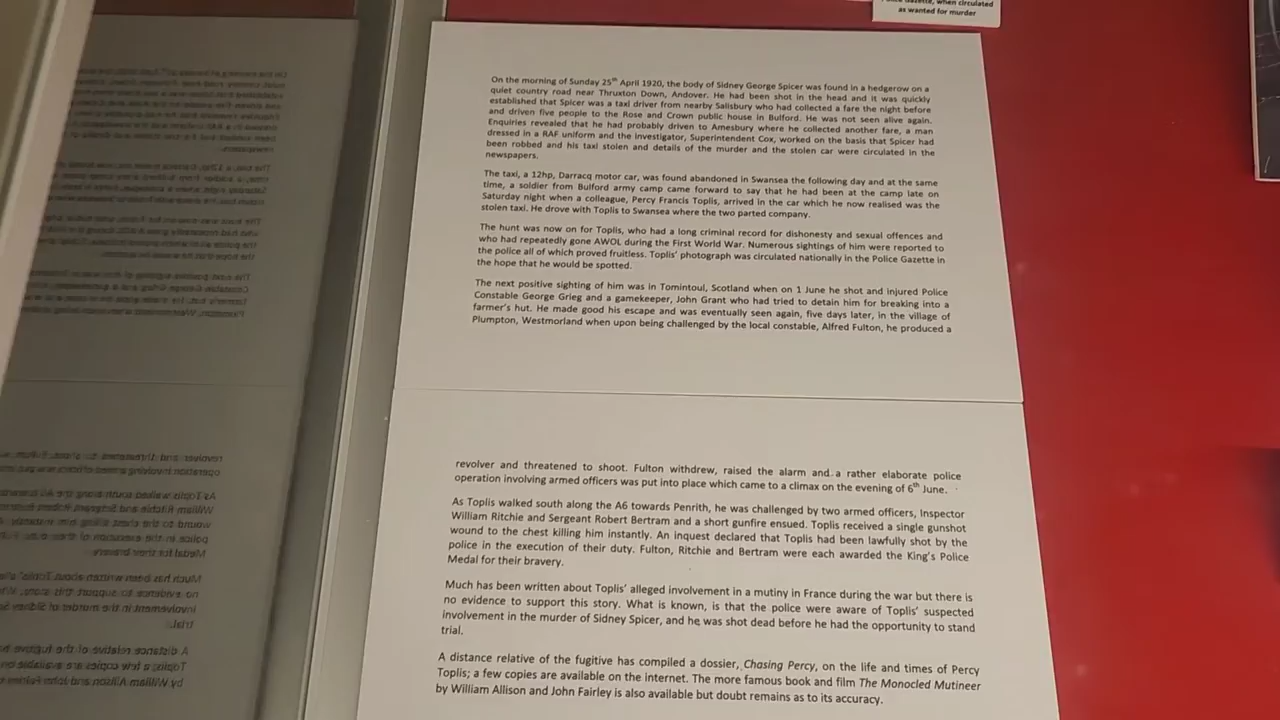 Police Gazette, when circulated
as wanted for murder
On the morning of Sunday 25th April 1920, the body of Sidney George Spicer was found in a hedgerow on a
quiet country road near Thruxton Down, Andover. He had been shot in the head and it was quickly
established that Spicer was a taxi driver from nearby Salisbury who had collected a fare the night before
and driven five people to the Rose and Crown public house in Bulford. He was not seen alive again.
Enquiries revealed that he had probably driven to Amesbury where he collected another fare, a man
dressed in a RAF uniform and the investigator, Superintendent Cox, worked on the basis that Spicer had
been robbed and his taxi stolen and details of the murder and the stolen car were circulated in the
newspapers.
The taxi, a 12hp, Darracq motor car, was found abandoned in Swansea the following day and at the same
time, a soldier from Bulford army camp came forward to say that he had been at the camp late on
Saturday night when a colleague, Percy Francis Toplis, arrived in the car which he now realised was the
stolen taxi. He drove with Toplis to Swansea where the two parted company.
The hunt was now on for Toplis, who had a long criminal record for dishonesty and sexual offences and
who had repeatedly gone AWOL during the First World War. Numerous sightings of him were reported to
the police all of which proved fruitless. Toplis' photograph was circulated nationally in the Police Gazette in
the hope that he would be spotted.
The next positive sighting of him was in Tomintoul, Scotland when on 1 June he shot and injured Police
Constable George Grieg and a gamekeeper, John Grant who had tried to detain him for breaking into a
farmer's hut. He made good his escape and was eventually seen again, five days later, in the village of
Plumpton, Westmorland when upon being challenged by the local constable, Alfred Fulton, he produced a
revolver and threatened to shoot. Fulton withdrew, raised the alarm and a rather elaborate police
operation involving armed officers was put into place which came to a climax on the evening of 6th June.
As Toplis walked south along the A6 towards Penrith, he was challenged by two armed officers, Inspector
William Ritchie and Sergeant Robert Bertram and a short gunfire ensued. Toplis received a single gunshot
wound to the chest killing him instantly. An inquest declared that Toplis had been lawfully shot by the
police in the execution of their duty. Fulton, Ritchie and Bertram were each awarded the King's Police
Medal for their bravery.
Much has been written about Toplis' alleged involvement in a mutiny in France during the war but there is
no evidence to support this story. What is known, is that the police were aware of Toplis' suspected
involvement in the murder of Sidney Spicer, and he was shot dead before he had the opportunity to stand
trial.
A distance relative of the fugitive has compiled a dossier, Chasing Percy, on the life and times of Percy
Toplis; a few copies are available on the internet. The more famous book and film The Monocled Mutineer
by William Allison and John Fairley is also available but doubt remains as to its accuracy.